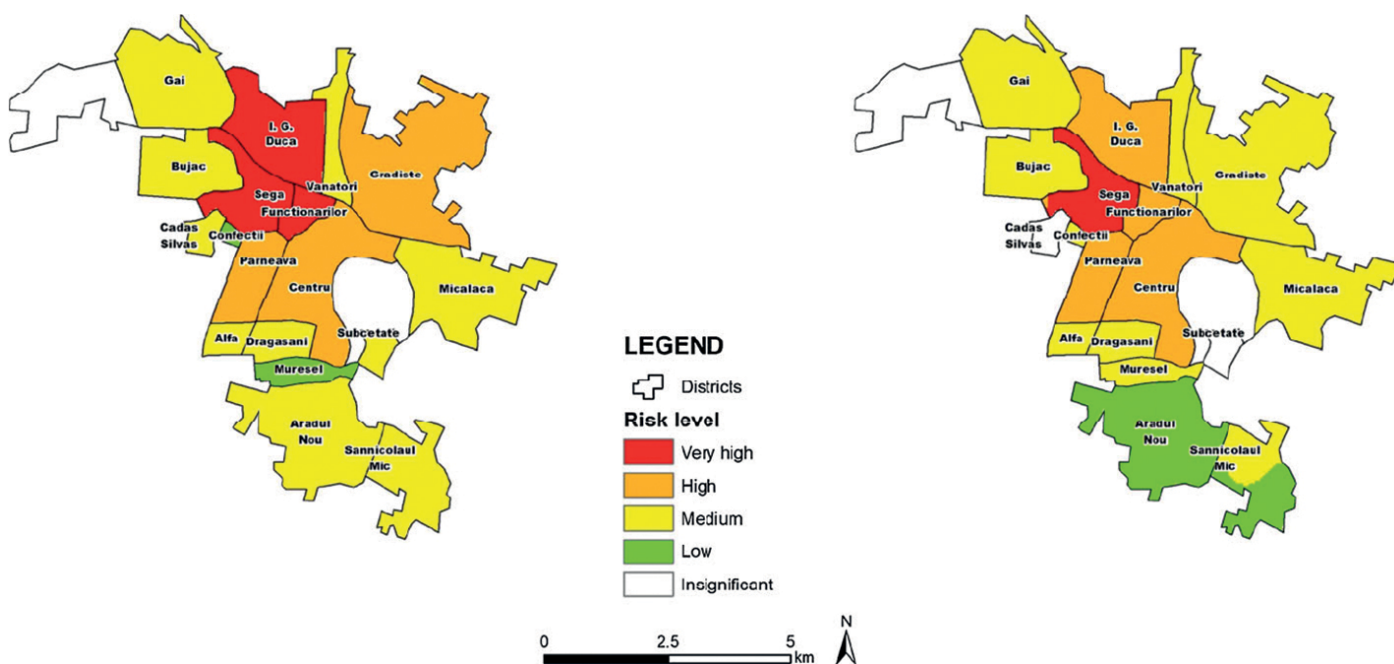 Gai
I. G.
Duca
Bujac
Gradiste
Vanatori
Sega
Functionarilor
Cadas
Silvas
Confectii
Parneava
Centru
Micalaca
Subcetate
Alfa
Dragasani
Muresel
Aradul
Nou
Sannicolaul
Mic
LEGEND
Districts
Risk level
Very high
High
Medium
Low
Insignificant
0 2.5 5
km
N
Gai
I. G.
Duca
Bujac
Gradiste
Vanatori
Sega
Functionarilor
Cadas
Silvas
Confectii
Parneava
Centru
Micalaca
Subcetate
Alfa
Dragasani
Muresel
Aradul
Nou
Sannicolaul
Mic